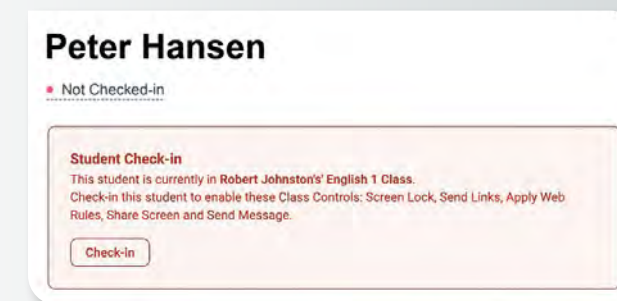 Peter Hansen
Not Checked-in
Student Check-in
This student is currently in Robert Johnston's' English 1 Class.
Check-in this student to enable these Class Controls: Screen Lock, Send Links, Apply Web
Rules, Share Screen and Send Message.
Check-in